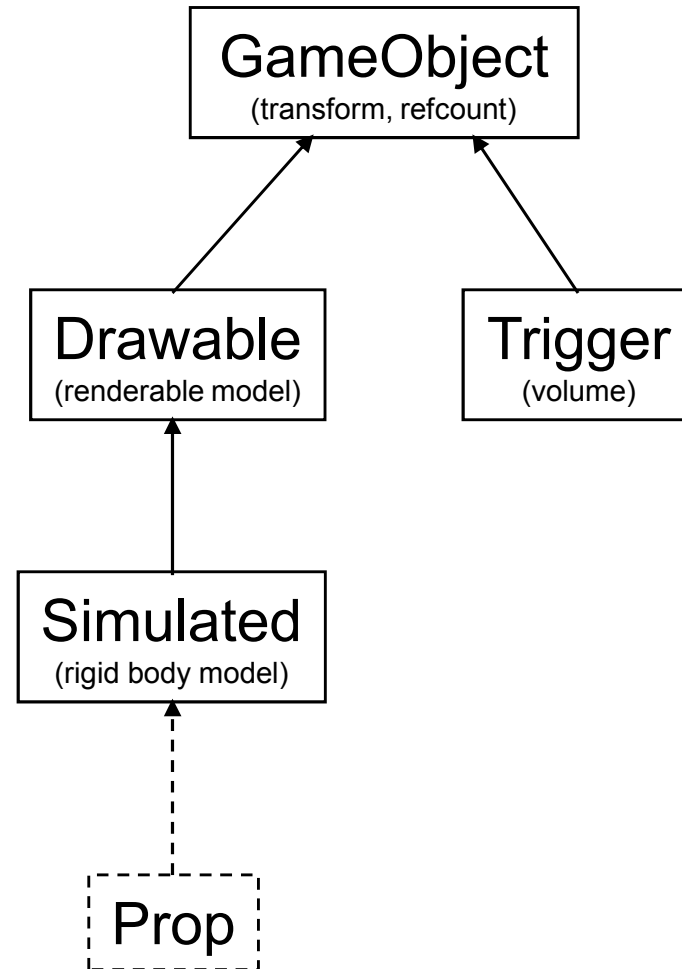 GameObject
(transform, refcount)
Drawable
(renderable model)
Trigger
(volume)
Simulated
(rigid body model)
Prop